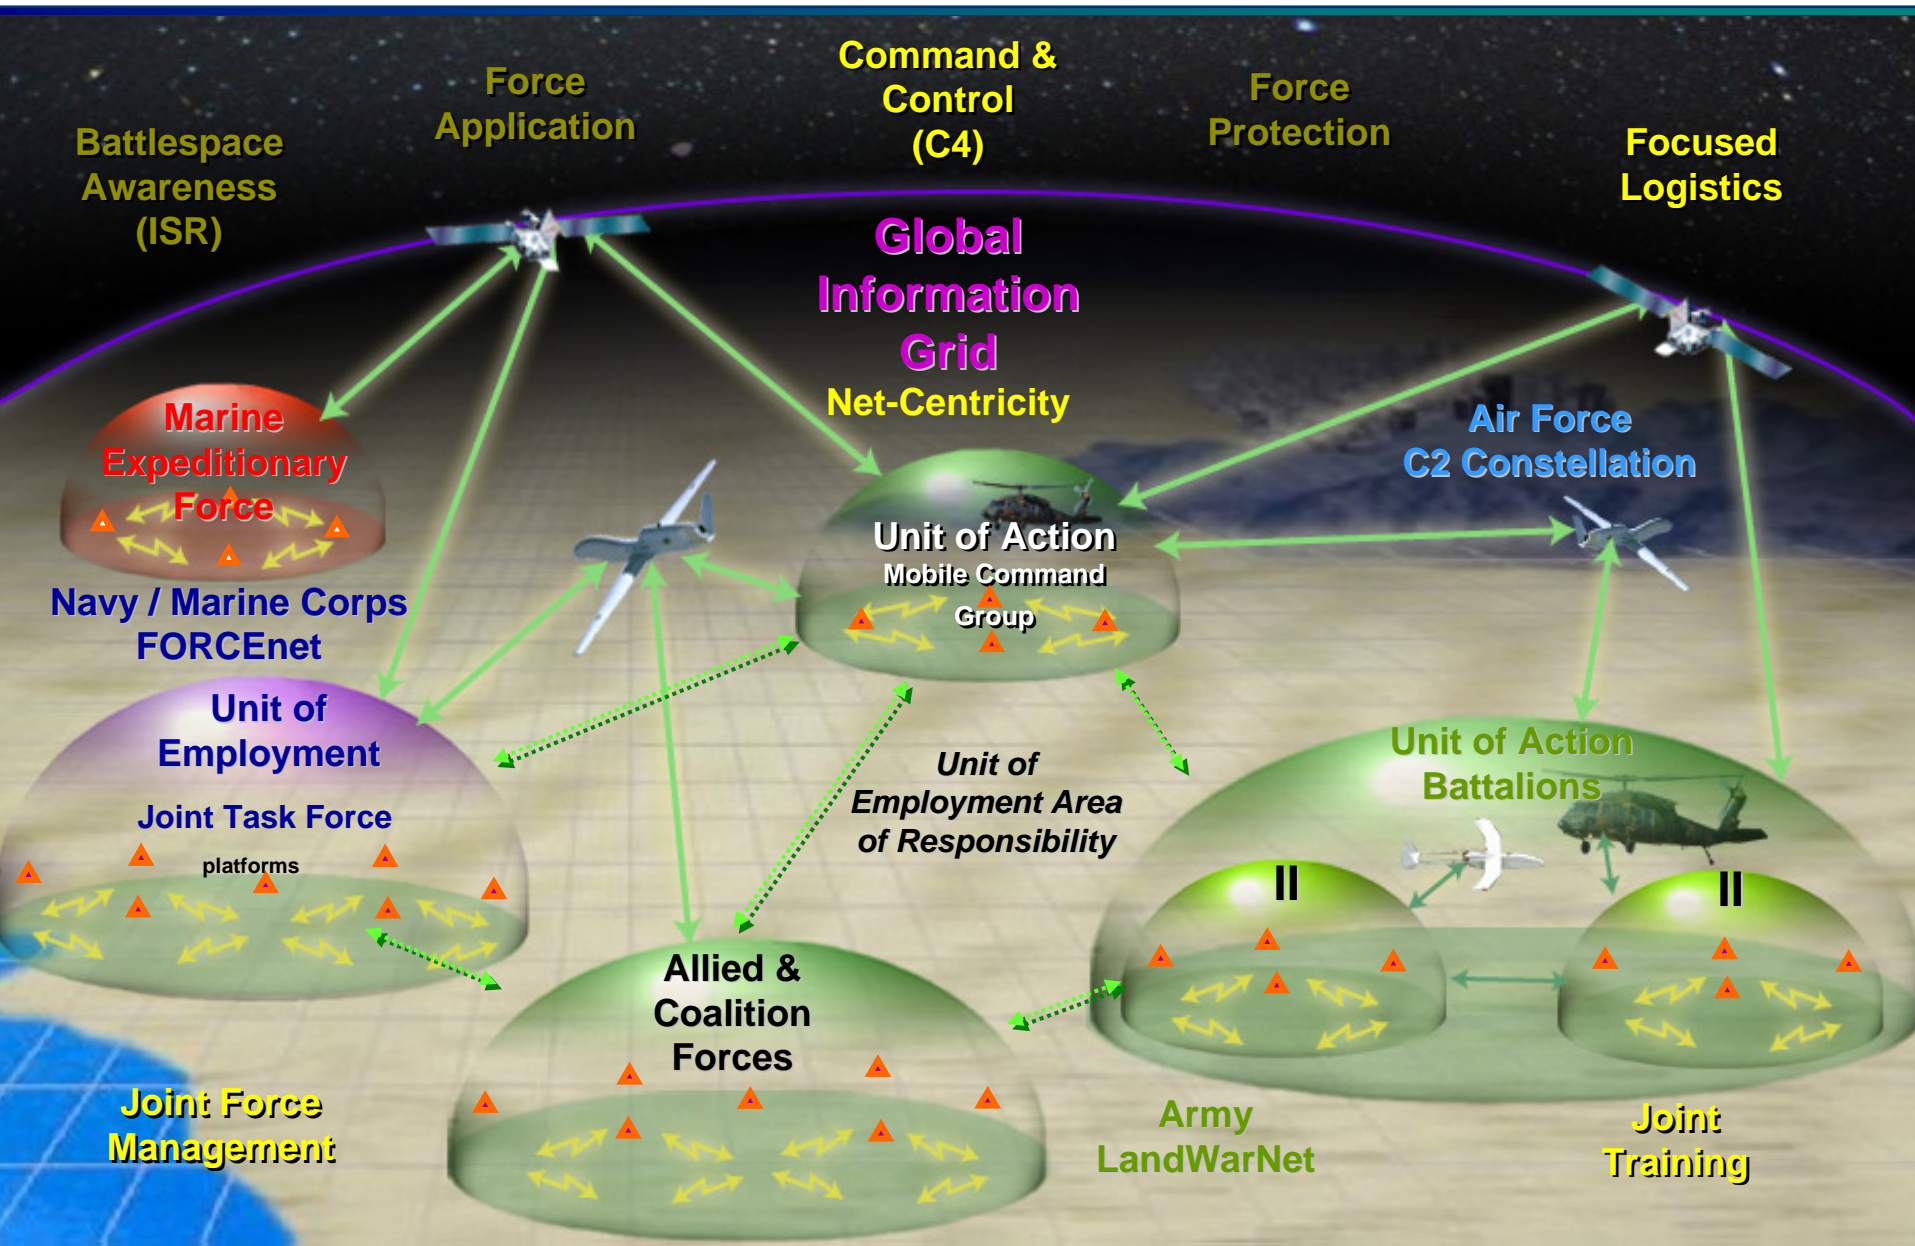 Battlespace
Awareness
(ISR)
Force
Application
Command &
Control
(C4)
Force
Protection
Focused
Logistics
Global
Information
Grid
Net-Centricity
Marine
Expeditionary
Force
Air Force
C2 Constellation
Unit of Action
Mobile Command
Group
Navy / Marine Corps
FORCEnet
Unit of
Employment
Joint Task Force
platforms
Unit of
Employment Area
of Responsibility
Unit of Action
Battalions
II
II
Allied &
Coalition
Forces
Joint Force
Management
Army
LandWarNet
Joint
Training